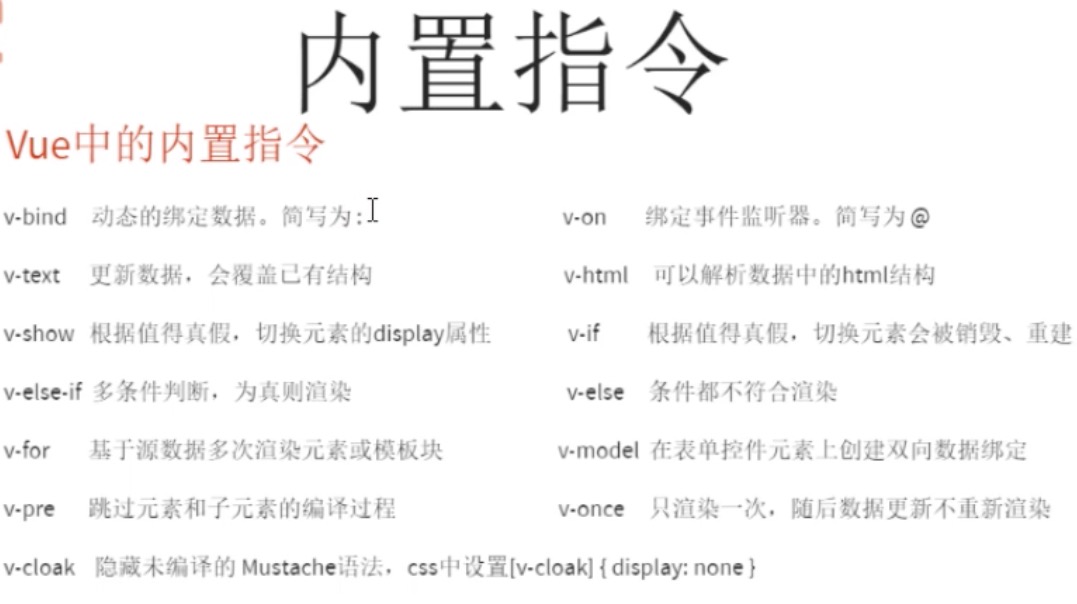 内置指令
Vue中的内置指令
v-bind 动态的绑定数据。简写为 : v-on 绑定事件监听器。简写为 @
v-text 更新数据，会覆盖已有结构 v-html 可以解析数据中的html结构
v-show 根据值得真假，切换元素的display属性 v-if 根据值得真假，切换元素会被销毁、重建
v-else-if 多条件判断，为真则渲染 v-else 条件都不符合渲染
v-for 基于源数据多次渲染元素或模板块 v-model 在表单控件元素上创建双向数据绑定
v-pre 跳过元素和子元素的编译过程 v-once 只渲染一次，随后数据更新不重新渲染
v-cloak 隐藏未编译的 Mustache语法，css中设置[v-cloak] { display: none }